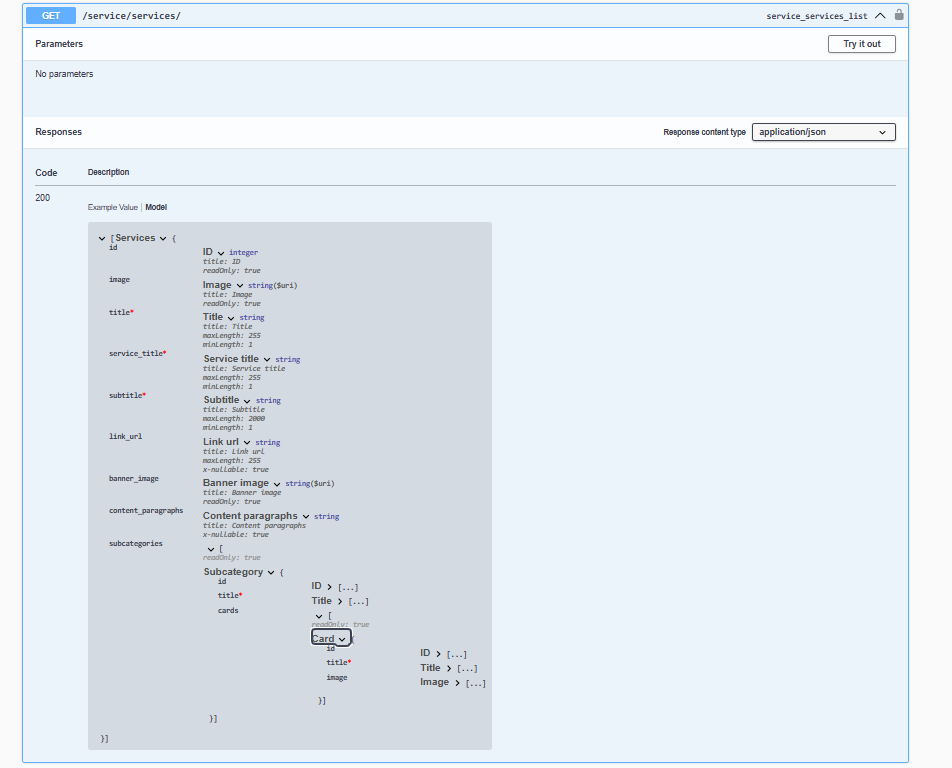 GET /service/services/ service_services_list
Parameters Try it out
No parameters
Responses Response content type application/json
Code Description
200
Example Value | Model
[Services {
id ID integer
title: ID
readOnly: true
image Image string($uri)
title: Image
readOnly: true
title* Title string
title: Title
maxLength: 255
minLength: 1
service_title* Service title string
title: Service title
maxLength: 255
minLength: 1
subtitle* Subtitle string
title: Subtitle
maxLength: 2000
minLength: 1
link_url Link url string
title: Link url
maxLength: 255
x-nullable: true
banner_image Banner image string($uri)
title: Banner image
readOnly: true
content_paragraphs Content paragraphs string
title: Content paragraphs
x-nullable: true
subcategories [
readOnly: true
Subcategory {
id ID [...]
title* Title [...]
cards [
readOnly: true
Card {
id ID [...]
title* Title [...]
image Image [...]
}]
}]
}]